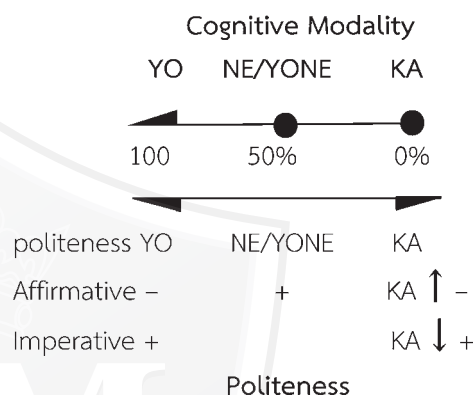 Cognitive Modality
YO NE/YONE KA
100 50% 0%
politeness YO NE/YONE KA
Affirmative – + KA ↑ –
Imperative + KA ↓ +
Politeness